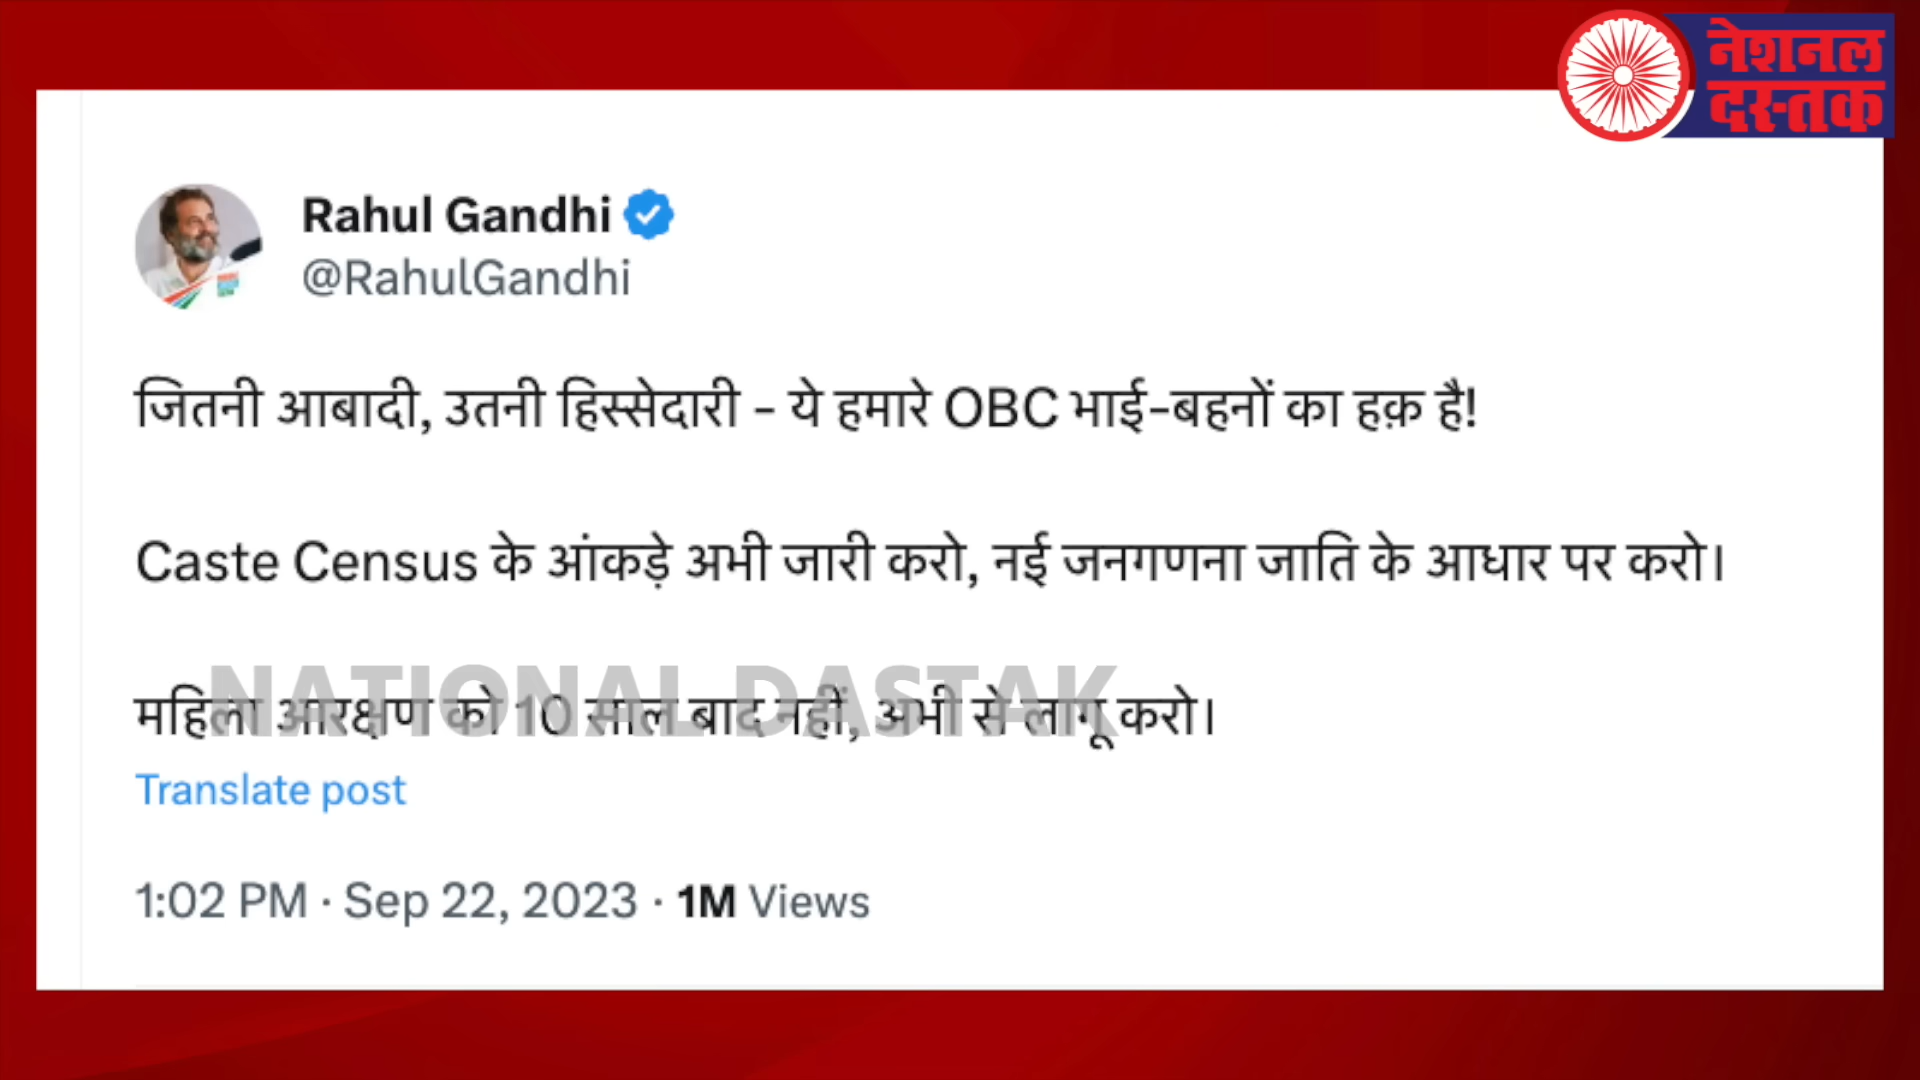 नेशनल
दस्तक
Rahul Gandhi
@RahulGandhi
जितनी आबादी, उतनी हिस्सेदारी - ये हमारे OBC भाई-बहनों का हक़ है!
Caste Census के आंकड़े अभी जारी करो, नई जनगणना जाति के आधार पर करो।
महिला आरक्षण को 10 साल बाद नहीं, अभी से लागू करो।
NATIONAL DASTAK
Translate post
1:02 PM · Sep 22, 2023 · 1M Views